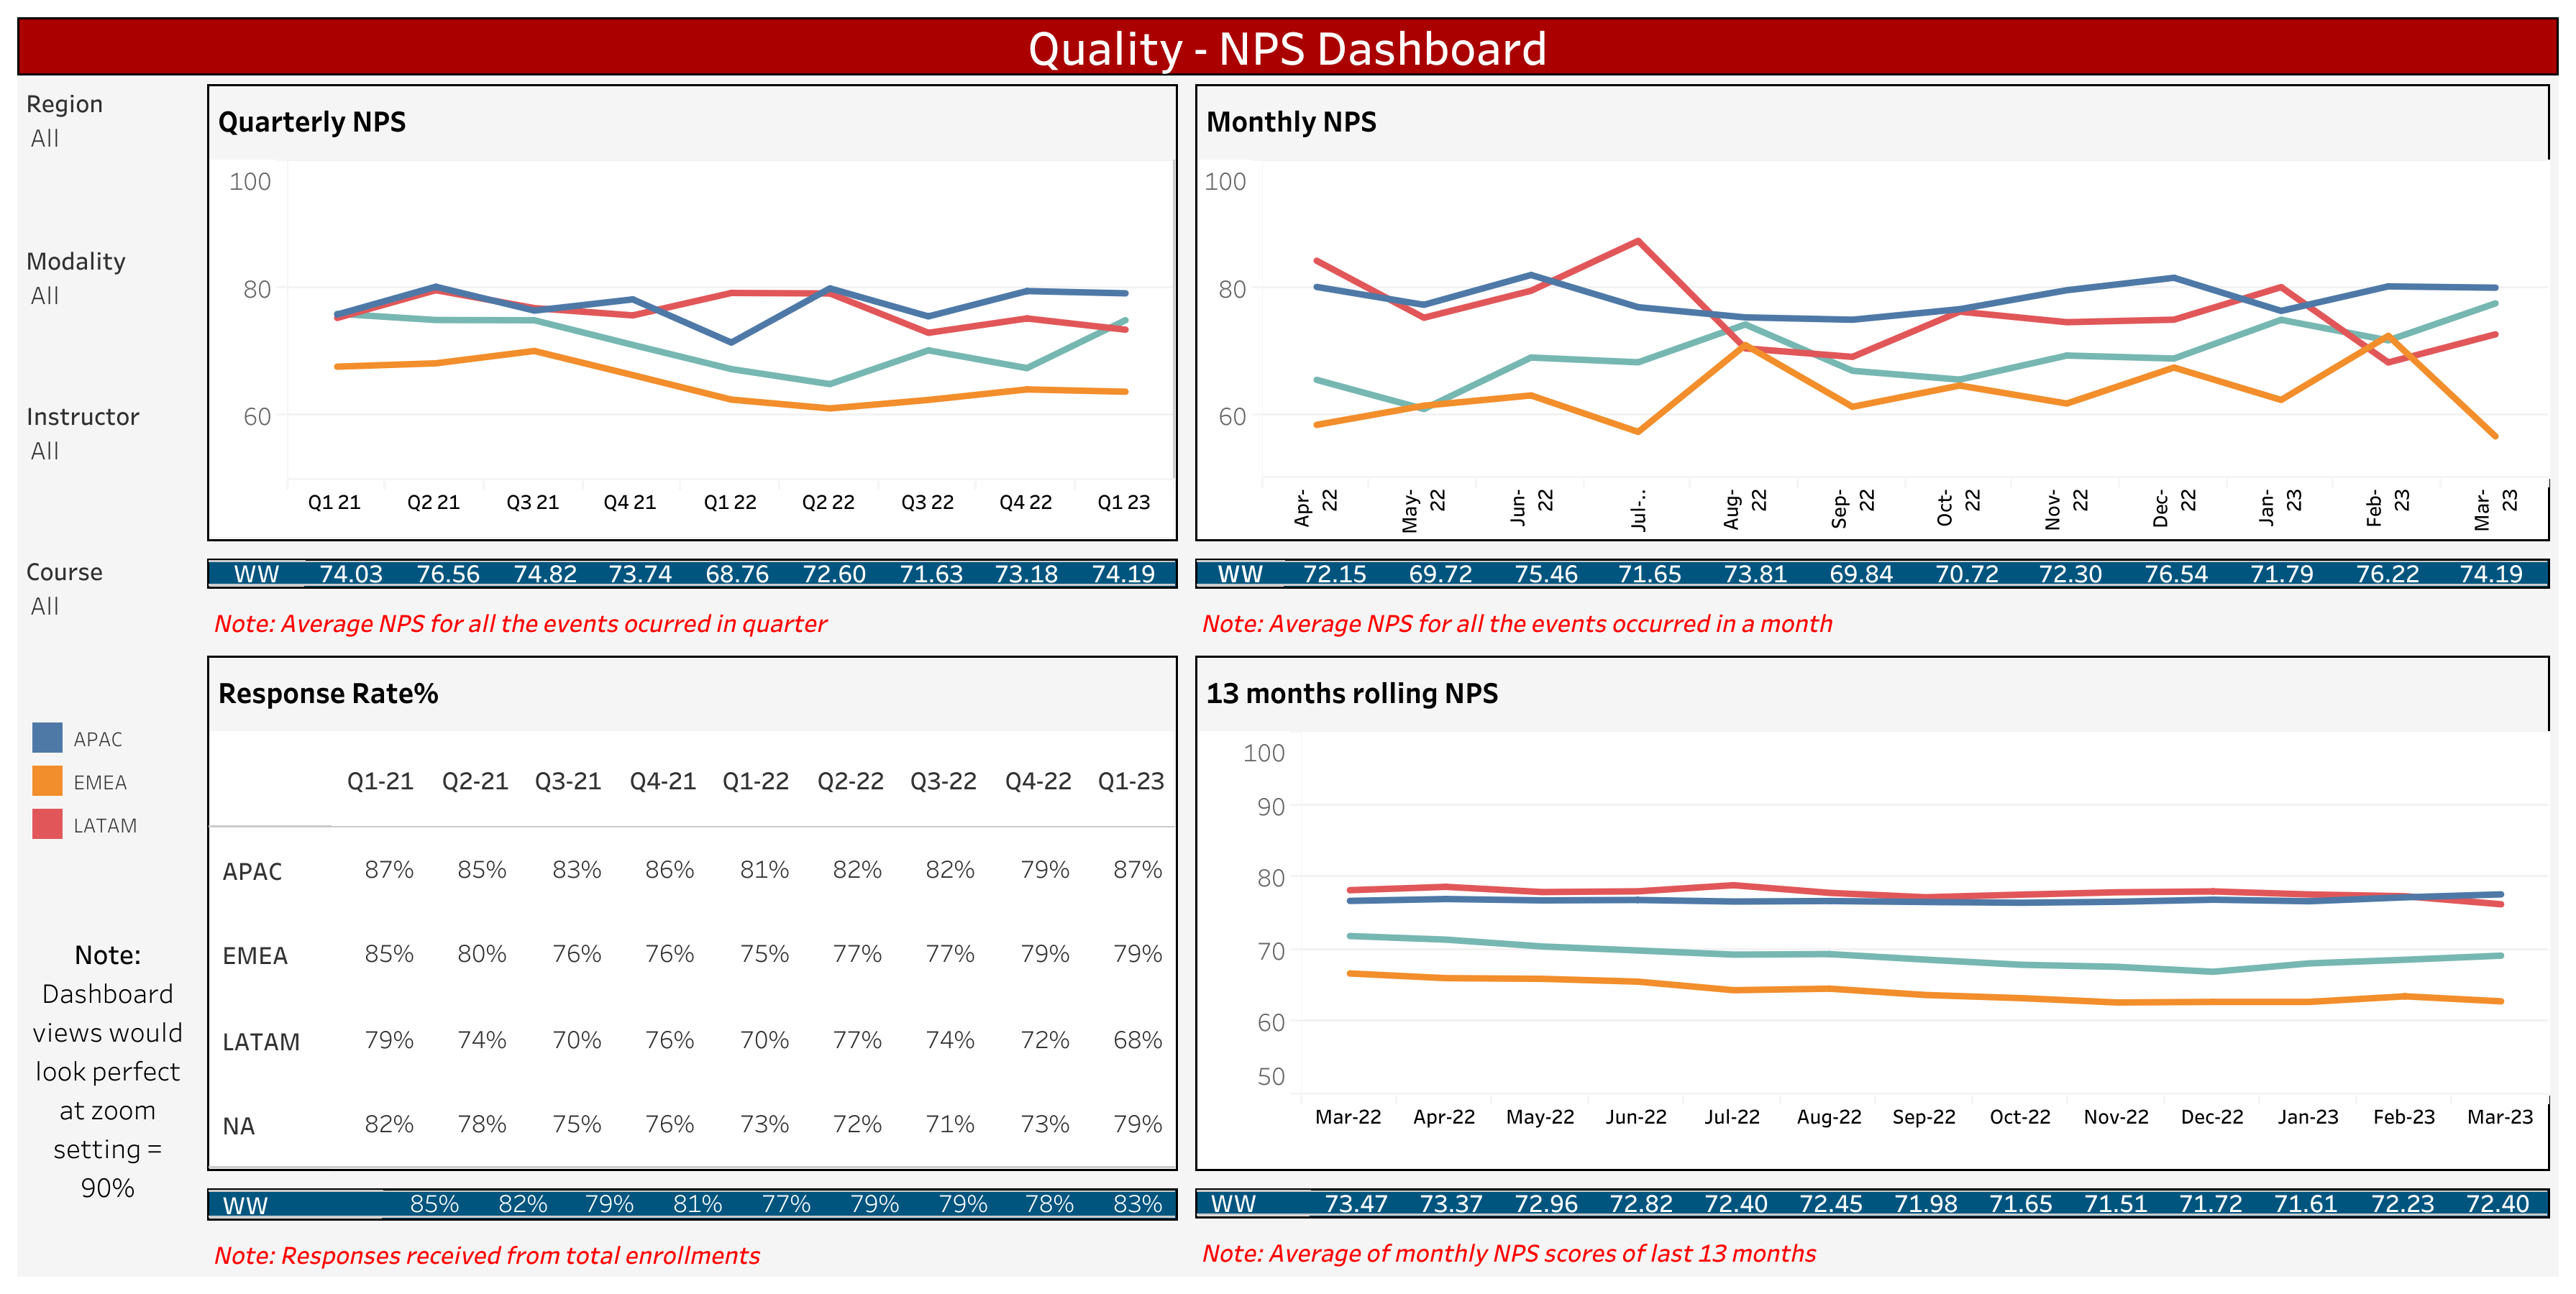 Quality - NPS Dashboard
Region
All
Modality
All
Instructor
All
Course
All
APAC
EMEA
LATAM
Note:
Dashboard
views would
look perfect
at zoom
setting =
90%
Quarterly NPS
100
80
60
Q1 21 Q2 21 Q3 21 Q4 21 Q1 22 Q2 22 Q3 22 Q4 22 Q1 23
WW 74.03 76.56 74.82 73.74 68.76 72.60 71.63 73.18 74.19
Note: Average NPS for all the events ocurred in quarter
Monthly NPS
100
80
60
Apr-22 May-22 Jun-22 Jul-.. Aug-22 Sep-22 Oct-22 Nov-22 Dec-22 Jan-23 Feb-23 Mar-23
WW 72.15 69.72 75.46 71.65 73.81 69.84 70.72 72.30 76.54 71.79 76.22 74.19
Note: Average NPS for all the events occurred in a month
Response Rate%
Q1-21 Q2-21 Q3-21 Q4-21 Q1-22 Q2-22 Q3-22 Q4-22 Q1-23
APAC 87% 85% 83% 86% 81% 82% 82% 79% 87%
EMEA 85% 80% 76% 76% 75% 77% 77% 79% 79%
LATAM 79% 74% 70% 76% 70% 77% 74% 72% 68%
NA 82% 78% 75% 76% 73% 72% 71% 73% 79%
WW 85% 82% 79% 81% 77% 79% 79% 78% 83%
Note: Responses received from total enrollments
13 months rolling NPS
100
90
80
70
60
50
Mar-22 Apr-22 May-22 Jun-22 Jul-22 Aug-22 Sep-22 Oct-22 Nov-22 Dec-22 Jan-23 Feb-23 Mar-23
WW 73.47 73.37 72.96 72.82 72.40 72.45 71.98 71.65 71.51 71.72 71.61 72.23 72.40
Note: Average of monthly NPS scores of last 13 months